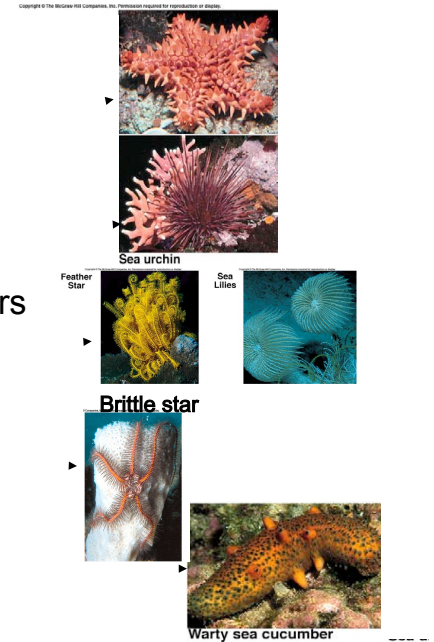 Copyright © The McGraw Hill Companies, Inc. Permission required for reproduction or display.
Sea urchin
Feather
Star
Sea
Lilies
rs
Brittle star
Warty sea cucumber